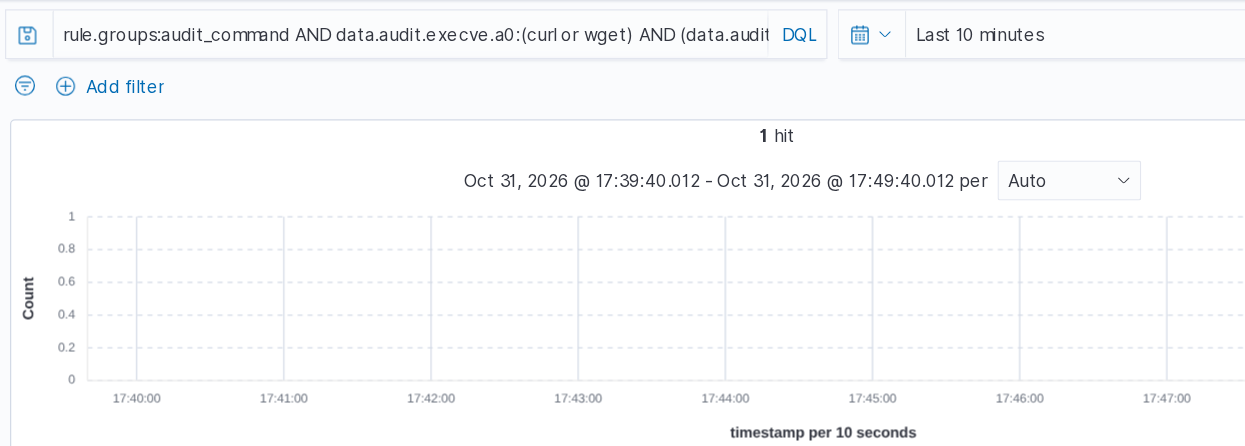 rule.groups:audit_command AND data.audit.execve.a0:(curl or wget) AND (data.audit DQL Last 10 minutes
Add filter
1 hit
Oct 31, 2026 @ 17:39:40.012 - Oct 31, 2026 @ 17:49:40.012 per Auto
1
0.8
0.6
0.4
0.2
0
Count
17:40:00 17:41:00 17:42:00 17:43:00 17:44:00 17:45:00 17:46:00 17:47:00
timestamp per 10 seconds